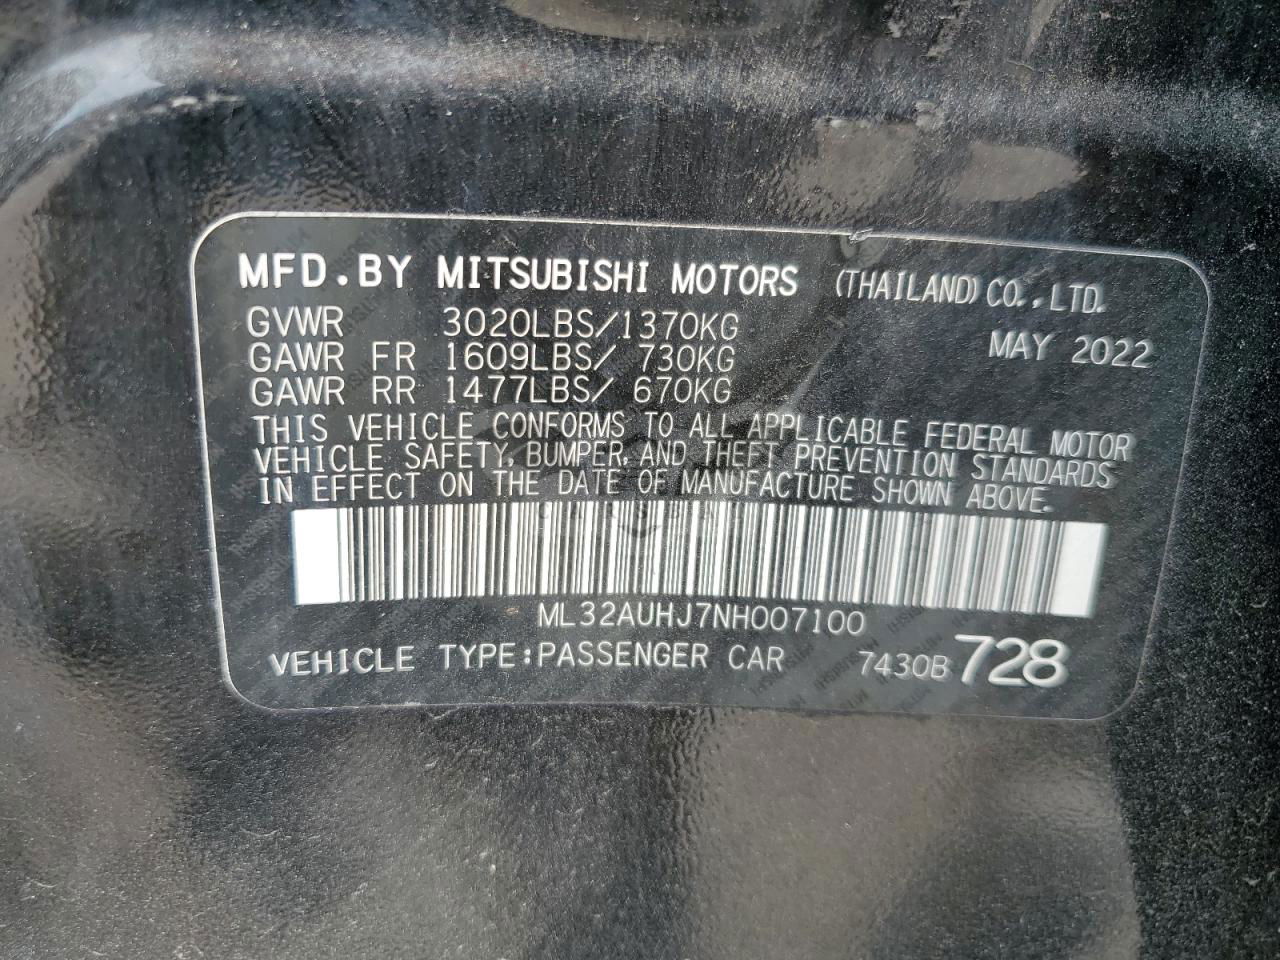 MFD.BY MITSUBISHI MOTORS (THAILAND) CO.,LTD.
GVWR 3020LBS/1370KG MAY 2022
GAWR FR 1609LBS/ 730KG
GAWR RR 1477LBS/ 670KG
THIS VEHICLE CONFORMS TO ALL APPLICABLE FEDERAL MOTOR
VEHICLE SAFETY, BUMPER, AND THEFT PREVENTION STANDARDS
IN EFFECT ON THE DATE OF MANUFACTURE SHOWN ABOVE.
ML32AUHJ7NH007100
VEHICLE TYPE:PASSENGER CAR 7430B 728